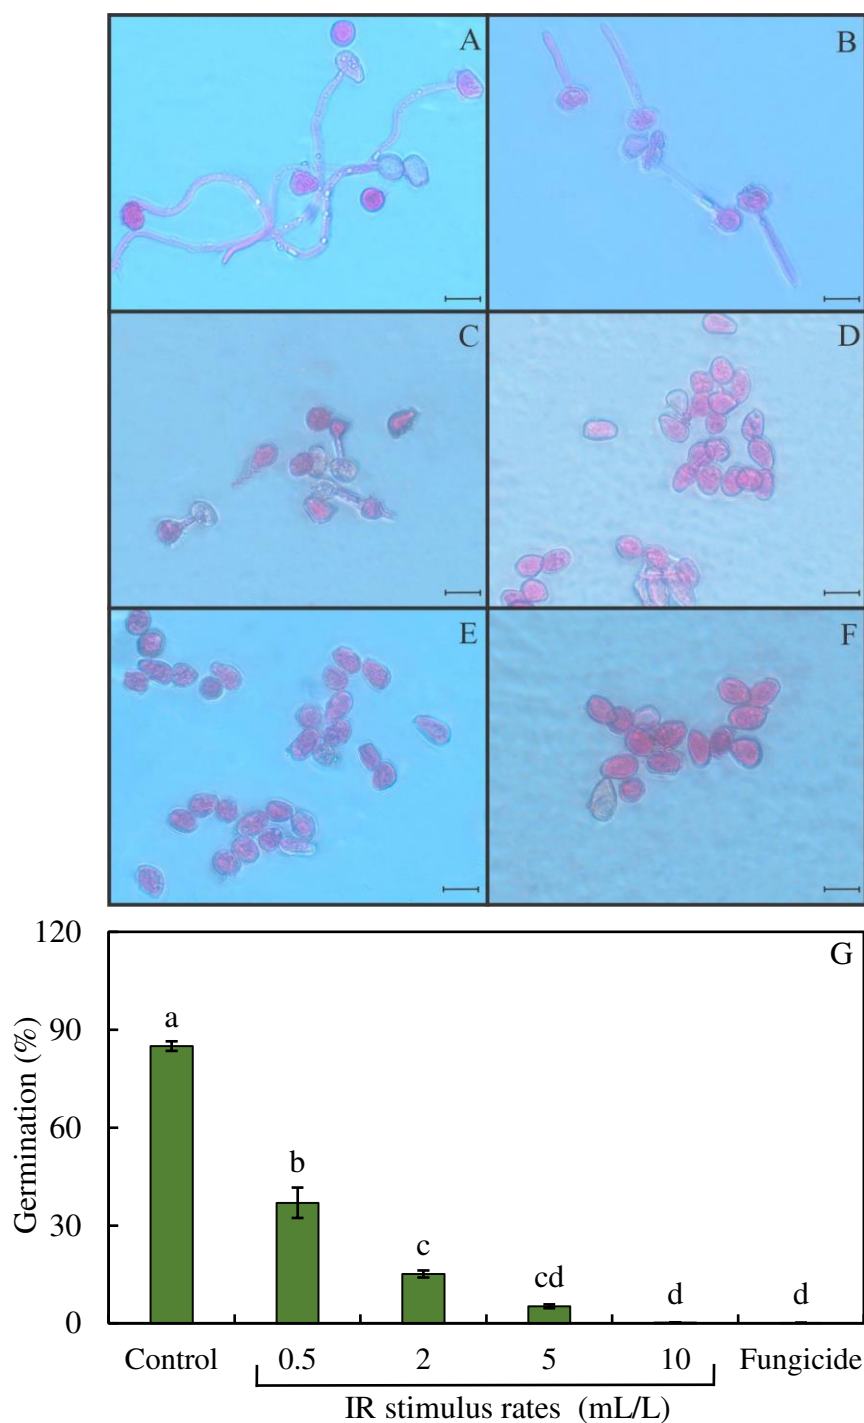 A
B
C
D
E
F
G
120
90
60
30
0
Germination (%)
a
b
c
cd
d
d
Control
0.5
2
5
10
Fungicide
IR stimulus rates (mL/L)